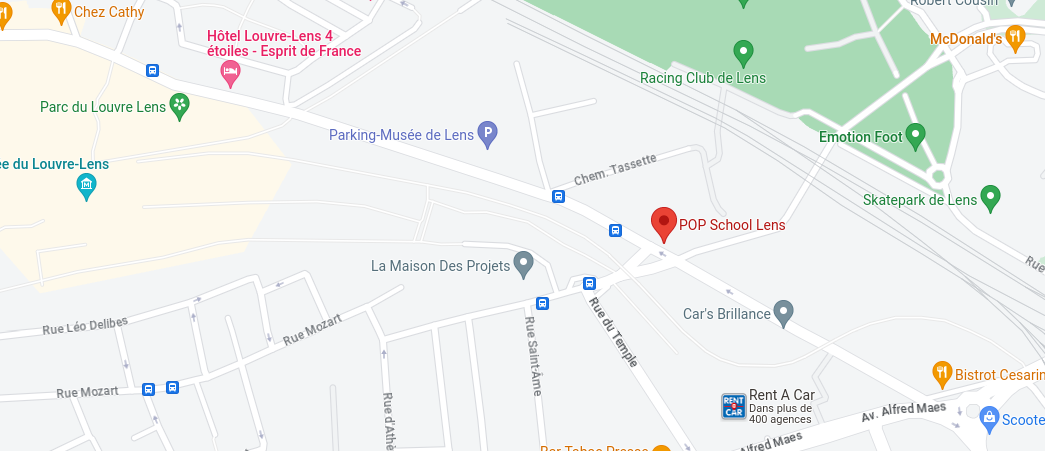 Robert Cousin
Chez Cathy
Hôtel Louvre-Lens 4
étoiles - Esprit de France
McDonald's
Racing Club de Lens
Parc du Louvre Lens
Parking-Musée de Lens
P
Emotion Foot
ee du Louvre-Lens
Chem. Tassette
Skatepark de Lens
POP School Lens
La Maison Des Projets
Rue
Car's Brillance
Rue Léo Delibes
Rue Mozart
Rue du Temple
Rue Saint-Âme
Rue Mozart
Rue d'Athè
Bistrot Cesarin
RENT
A
CAR
Rent A Car
Dans plus de
400 agences
Av. Alfred Maes
Scoote
Alfred Maes
Bar Tabac Presse